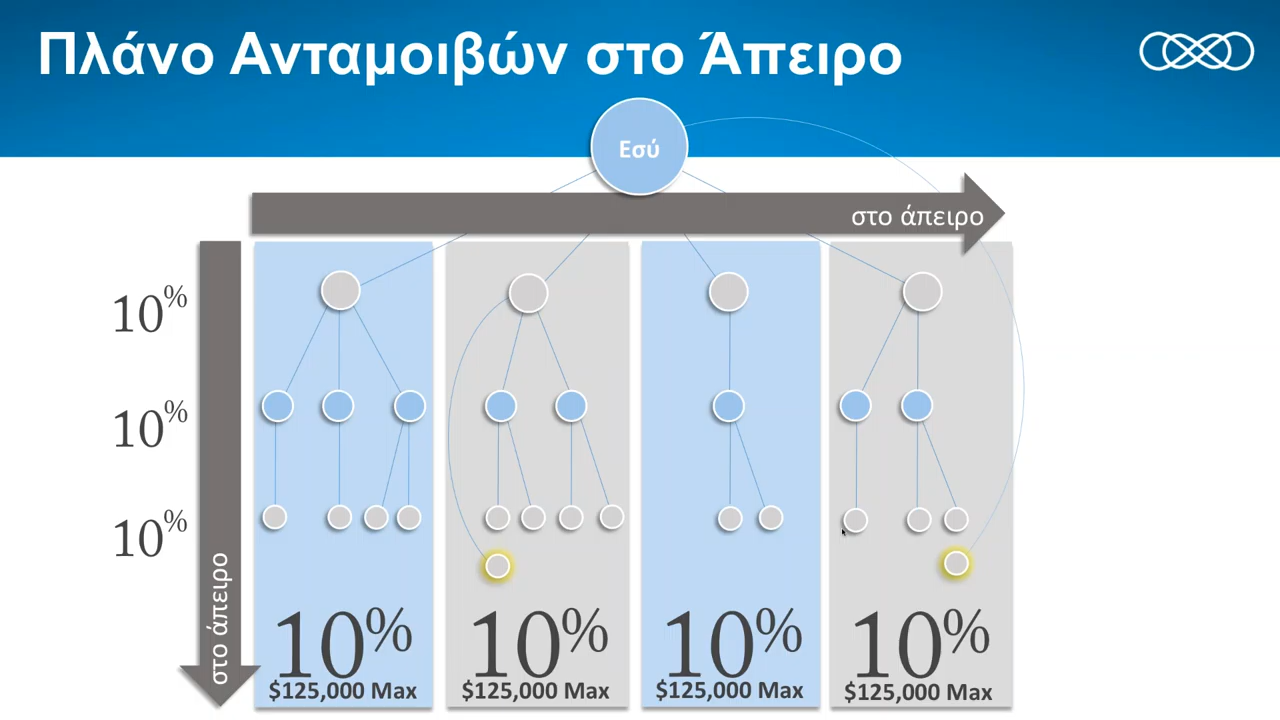 Πλάνο Ανταμοιβών στο Άπειρο
Εσύ
στο άπειρο
10%
10%
10%
στο άπειρο
10% 10% 10% 10%
$125,000 Max $125,000 Max $125,000 Max $125,000 Max